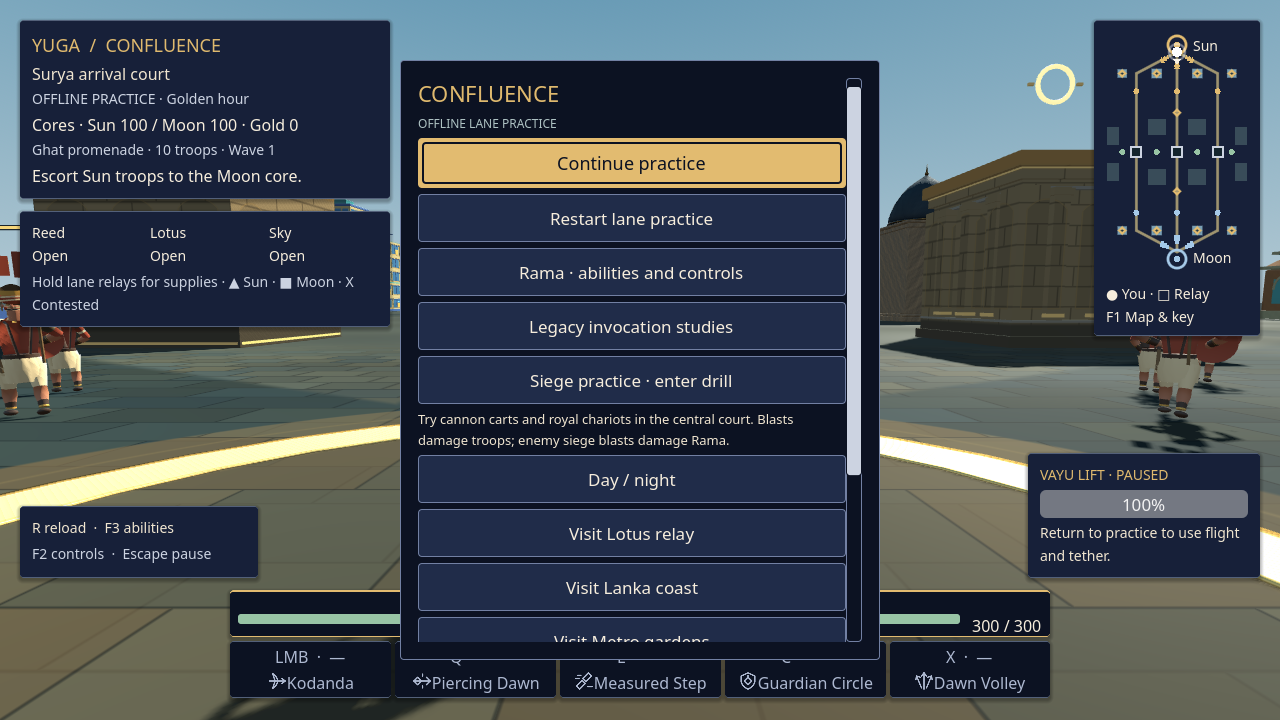 YUGA / CONFLUENCE
Surya arrival court
OFFLINE PRACTICE · Golden hour
Cores · Sun 100 / Moon 100 · Gold 0
Ghat promenade · 10 troops · Wave 1
Escort Sun troops to the Moon core.
Reed Lotus Sky
Open Open Open
Hold lane relays for supplies · ▲ Sun · ■ Moon · X
Contested
CONFLUENCE
OFFLINE LANE PRACTICE
Continue practice
Restart lane practice
Rama · abilities and controls
Legacy invocation studies
Siege practice · enter drill
Try cannon carts and royal chariots in the central court. Blasts
damage troops; enemy siege blasts damage Rama.
Day / night
Visit Lotus relay
Visit Lanka coast
Visit Metro gardens
Sun
Moon
● You · □ Relay
F1 Map & key
VAYU LIFT · PAUSED
100%
Return to practice to use flight
and tether.
R reload · F3 abilities
F2 controls · Escape pause
300 / 300
LMB · —
X · —
Kodanda
Piercing Dawn
Measured Step
Guardian Circle
Dawn Volley